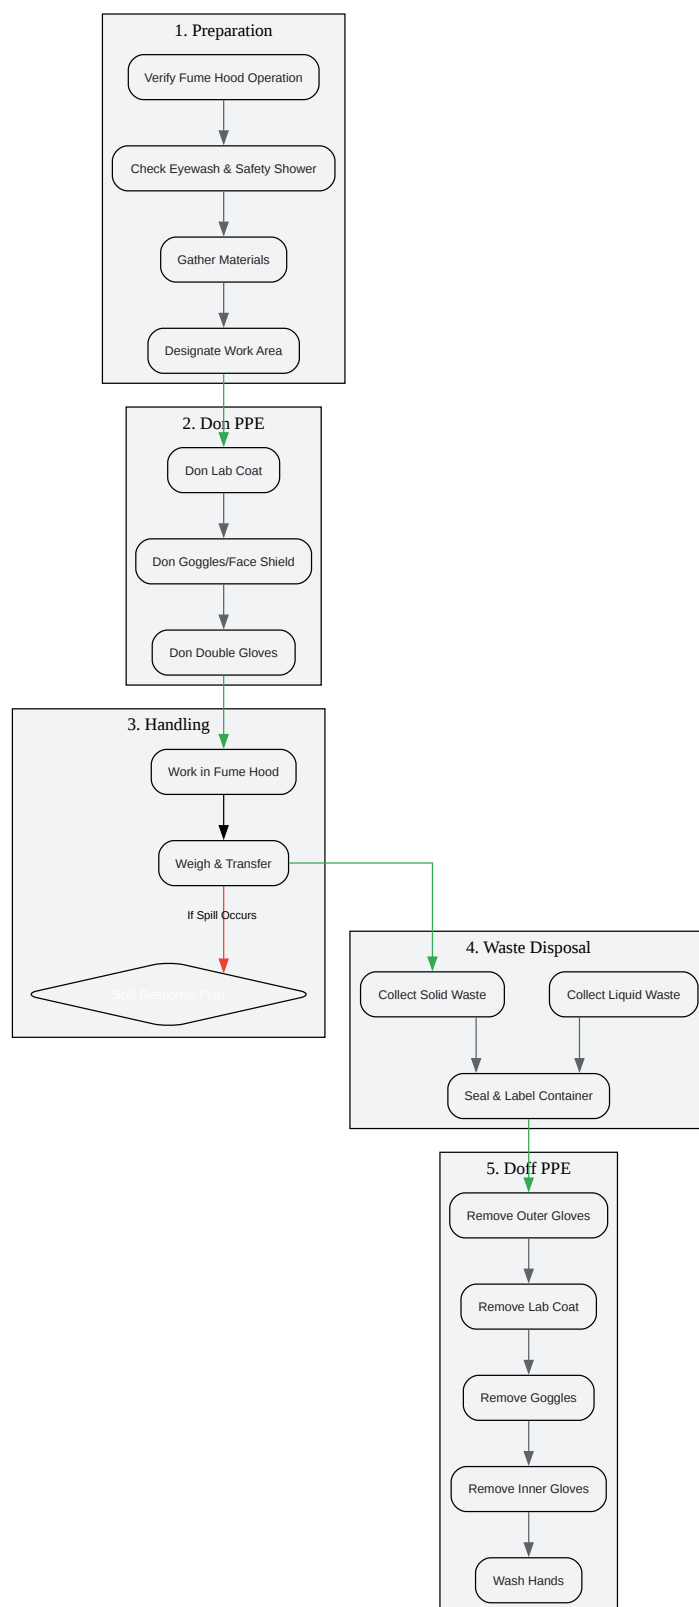 1. Preparation
Verify Fume Hood Operation
Check Eyewash & Safety Shower
Gather Materials
Designate Work Area
2. Don PPE
Don Lab Coat
Don Goggles/Face Shield
Don Double Gloves
3. Handling
Work in Fume Hood
Weigh & Transfer
If Spill Occurs
Spill Response Plan
4. Waste Disposal
Collect Solid Waste
Collect Liquid Waste
Seal & Label Container
5. Doff PPE
Remove Outer Gloves
Remove Lab Coat
Remove Goggles
Remove Inner Gloves
Wash Hands